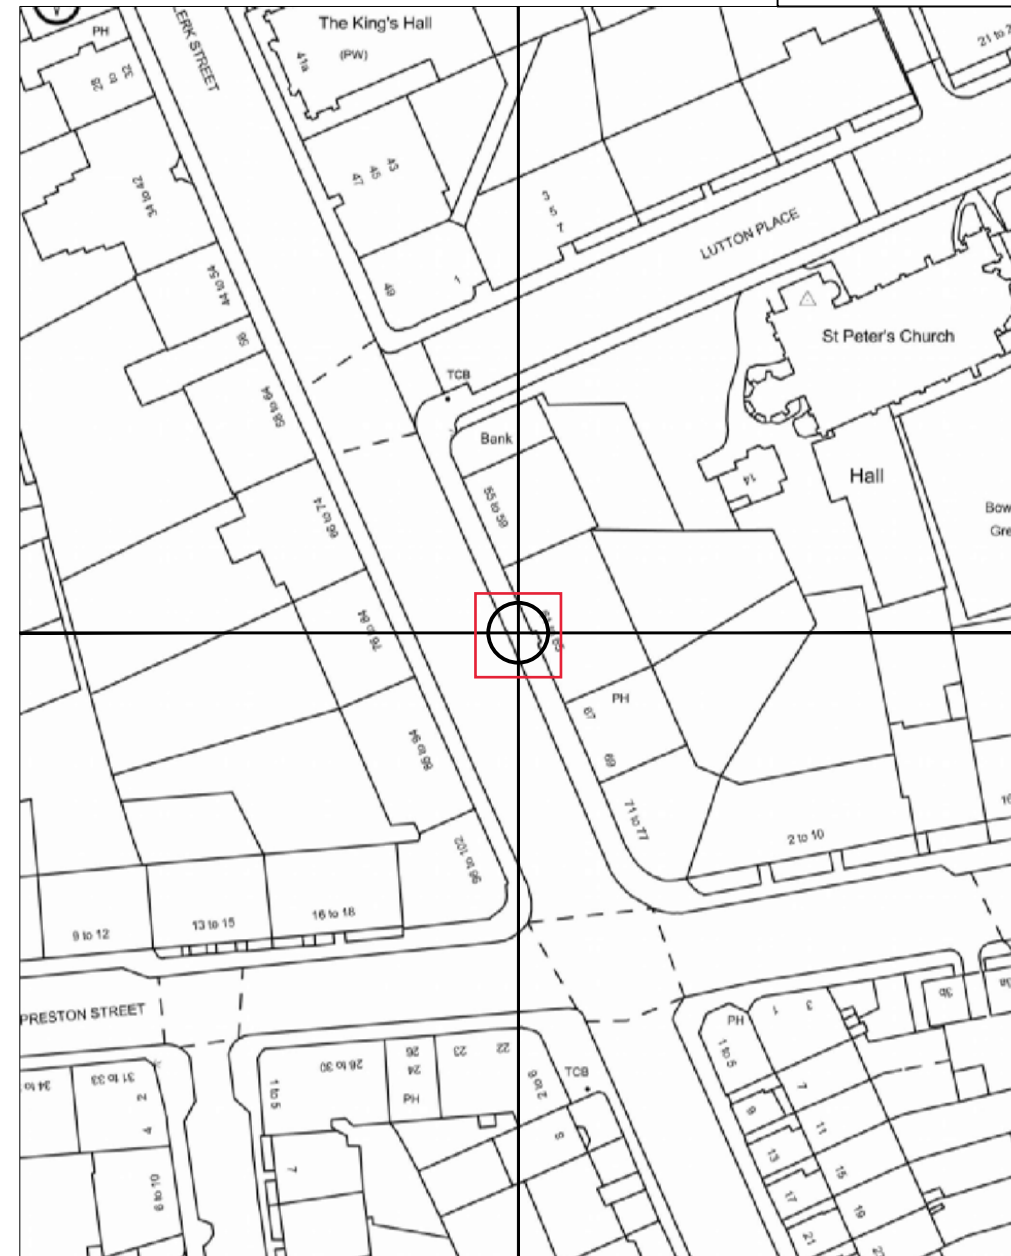 PH
The King's Hall
(PW)
41a
21 to
28
to
32
43
45
47
34 to 42
3
5
7
LUTTON PLACE
44 to 54
49
1
56
St Peter's Church
TCB
58 to 64
Bank
Hall
14
Bow
Gre
66 to 74
76 to 84
PH
67
69
86 to 94
71 to 77
2 to 10
16
96 to 102
16 to 18
13 to 15
9 to 12
PRESTON STREET
3b
3a
PH
1
3
1 to 5
22
23
26
24
PH
28 to 30
1 to 5
31 to 33
34 to
2
4
2 to 6
TCB
7
9
11
8
13
15
7
17
19
21